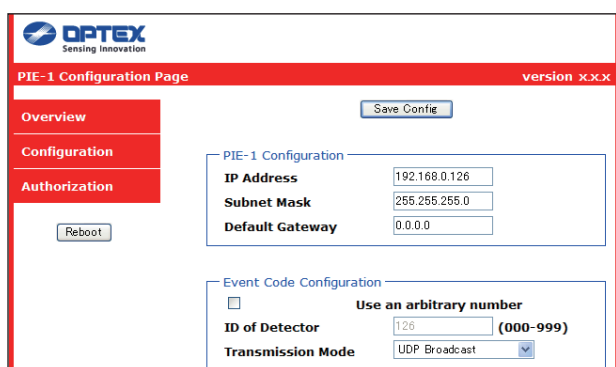 OPTEX
Sensing Innovation
PIE-1 Configuration Page version x.x.x
Overview
Configuration
Authorization
Reboot
Save Config
PIE-1 Configuration
IP Address 192.168.0.126
Subnet Mask 255.255.255.0
Default Gateway 0.0.0.0
Event Code Configuration
Use an arbitrary number
ID of Detector 126 (000-999)
Transmission Mode UDP Broadcast